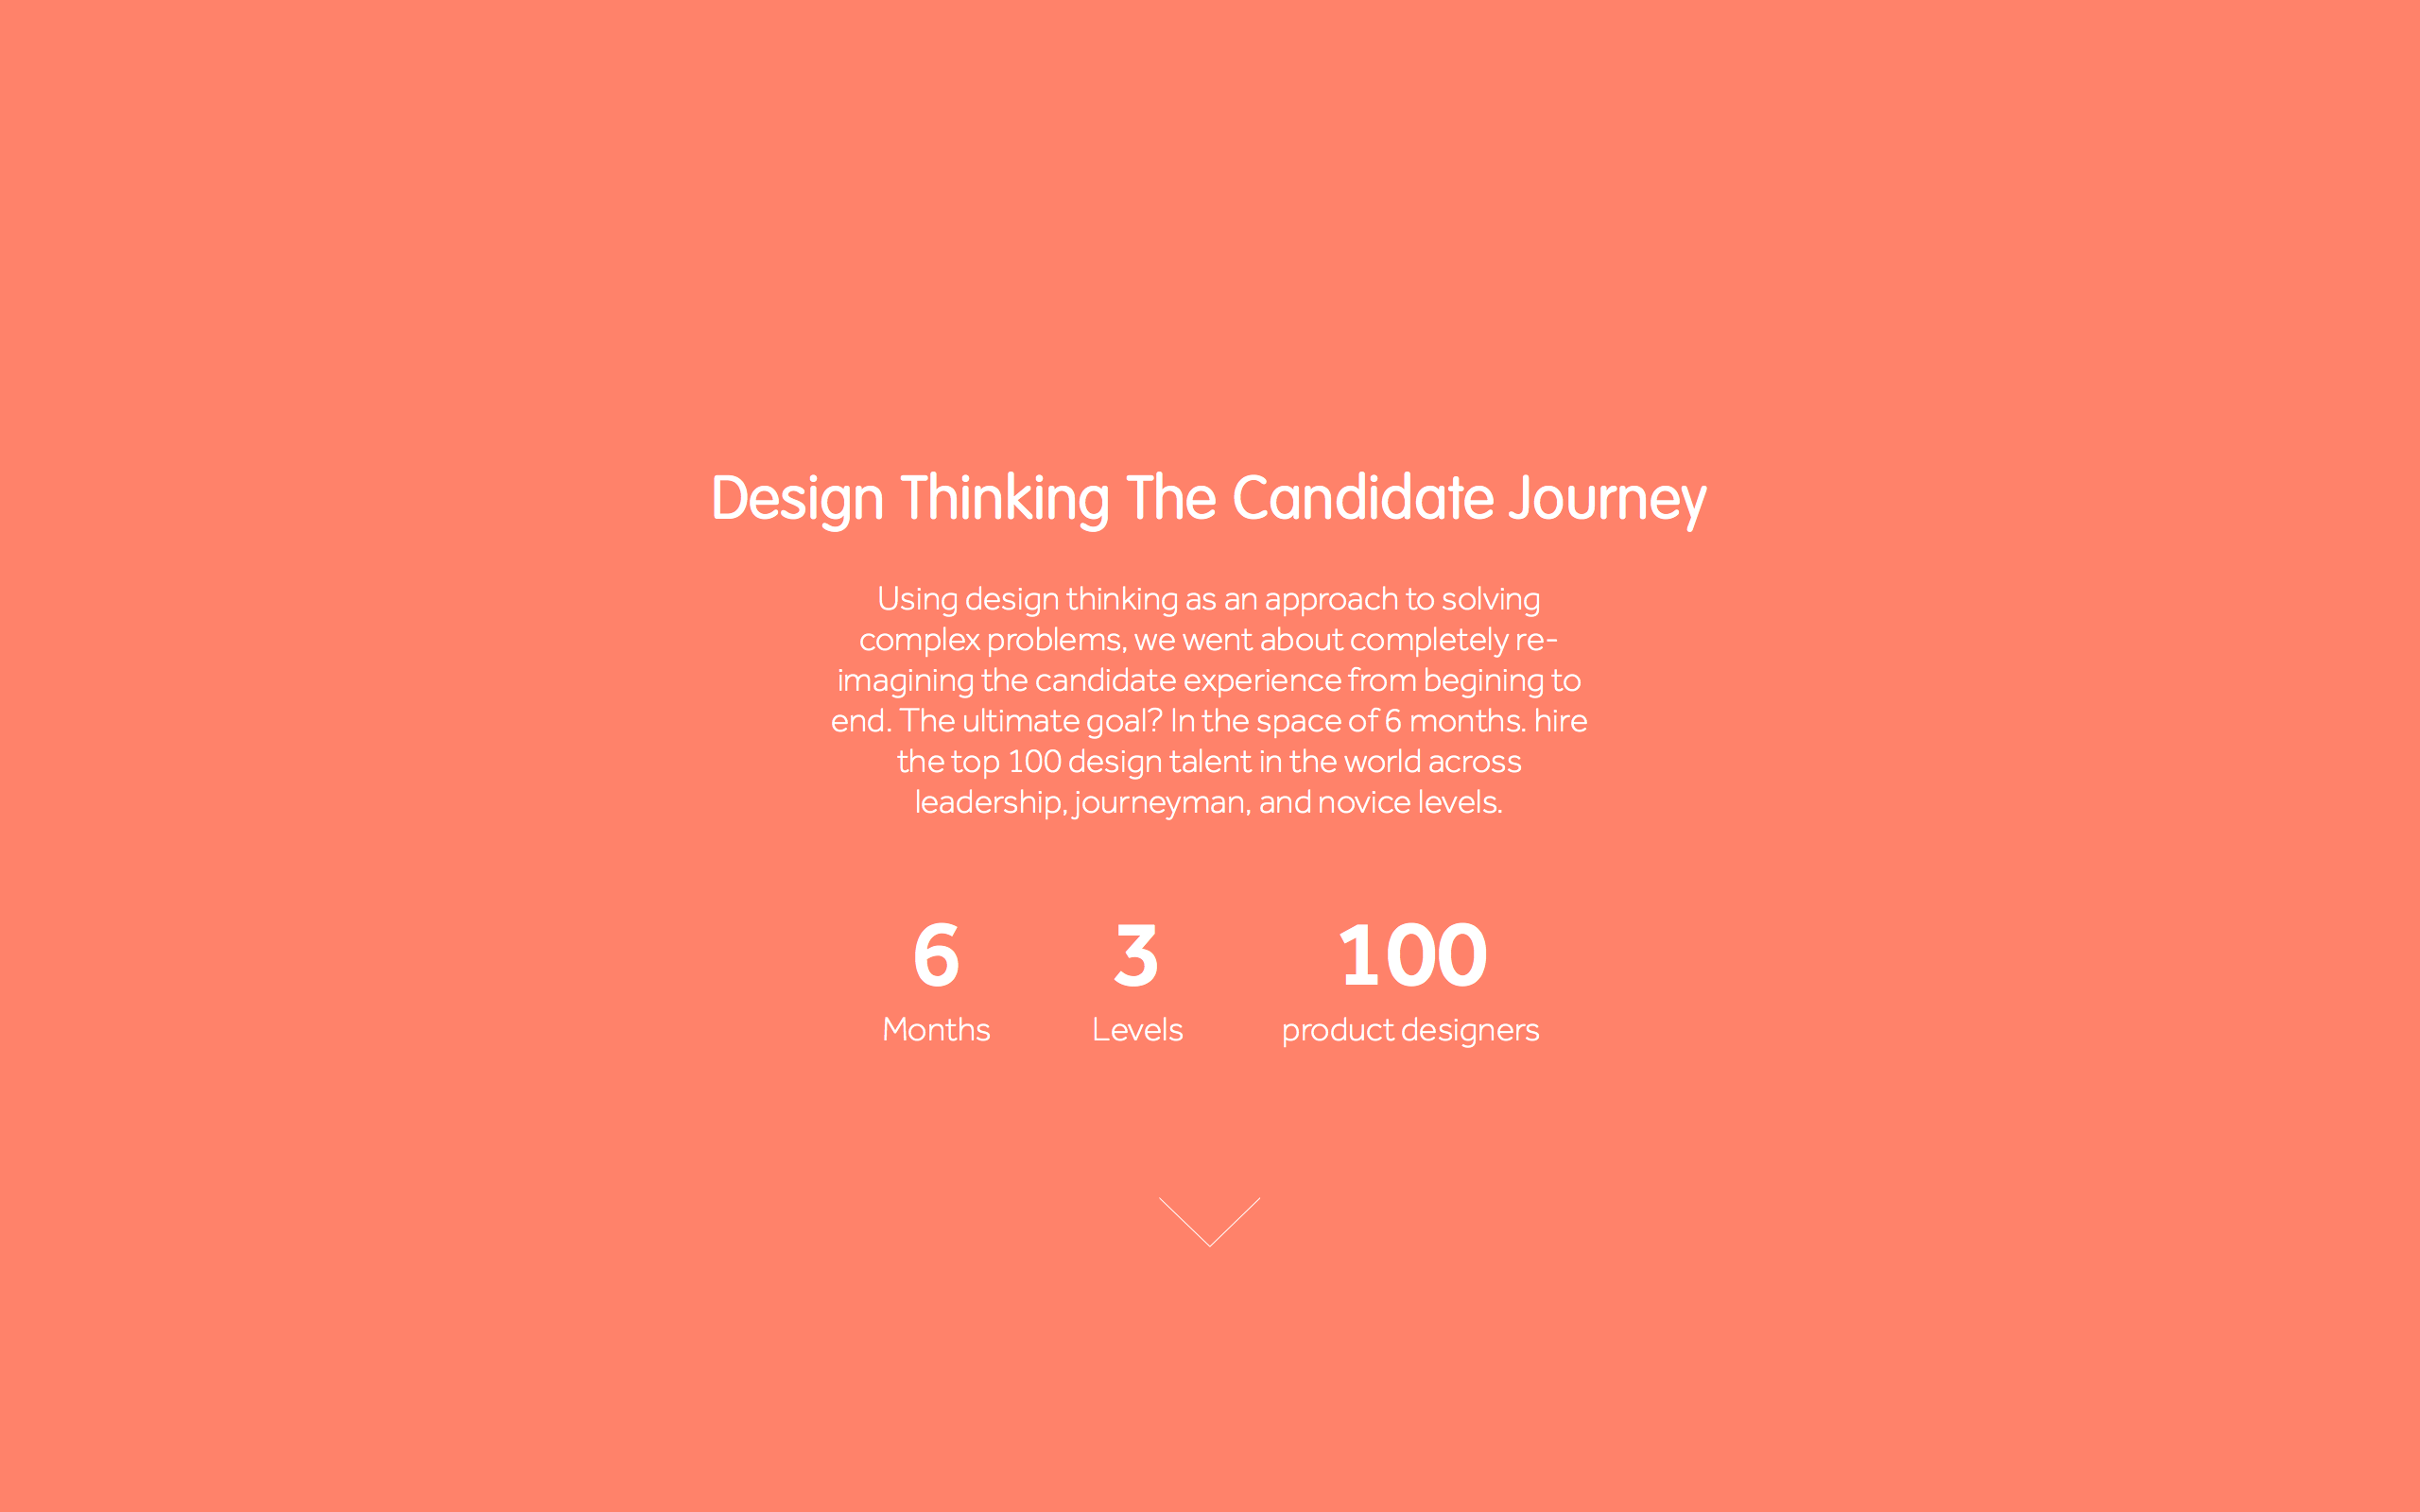 Design Thinking The Candidate Journey
Using design thinking as an approach to solving
complex problems, we went about completely re-
imagining the candidate experience from begining to
end. The ultimate goal? In the space of 6 months. hire
the top 100 design talent in the world across
leadership, journeyman, and novice levels.
6 3 100
Months Levels product designers